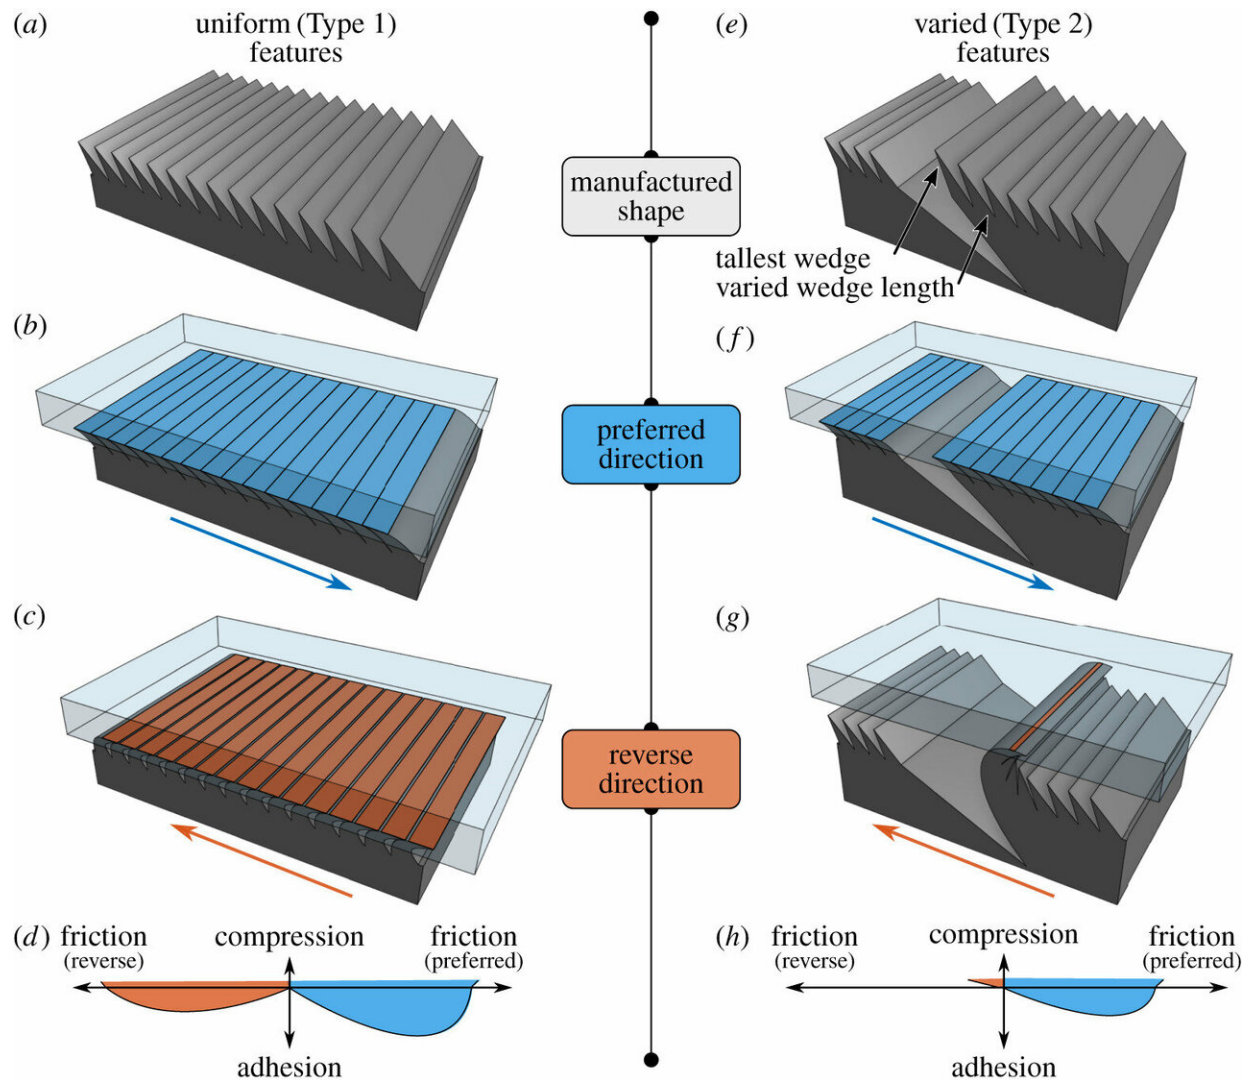 (a)
uniform (Type 1)
features
(e)
varied (Type 2)
features
manufactured
shape
tallest wedge
varied wedge length
(b)
preferred
direction
(f)
(c)
reverse
direction
(g)
(d)
friction
(reverse)
compression
friction
(preferred)
adhesion
(h)
friction
(reverse)
compression
friction
(preferred)
adhesion